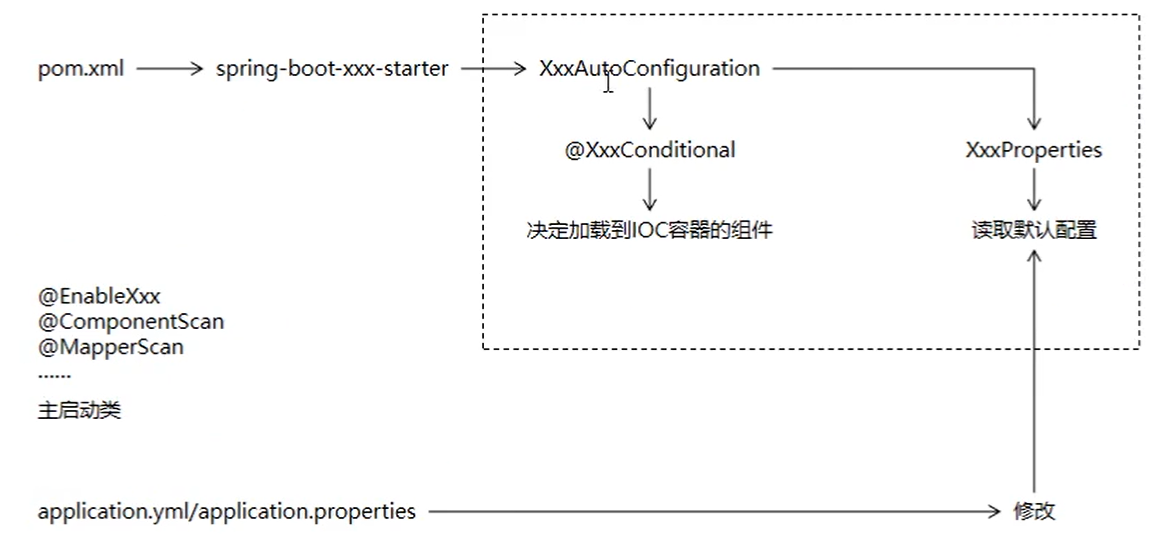 pom.xml
spring-boot-xxx-starter
XxxAutoConfiguration
@XxxConditional
XxxProperties
决定加载到IOC容器的组件
读取默认配置
@EnableXxx
@ComponentScan
@MapperScan
......
主启动类
application.yml/application.properties
修改